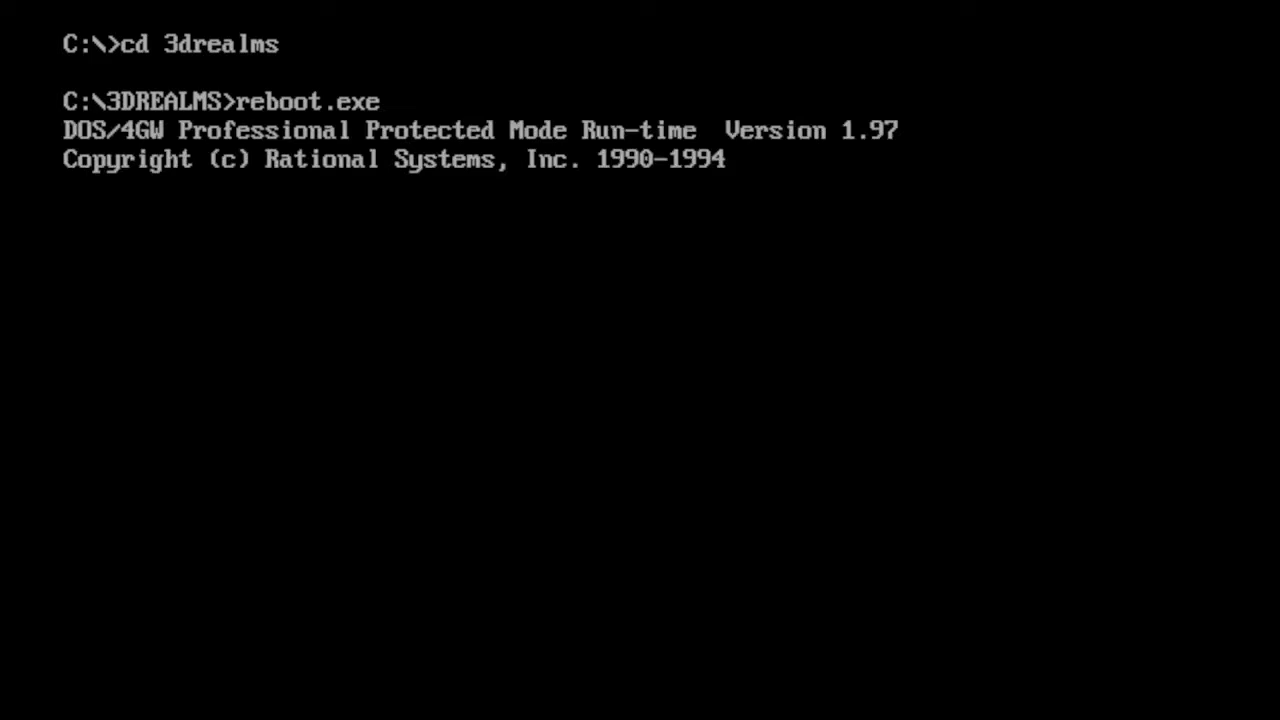 C:\>cd 3drealms
C:\3DREALMS>reboot.exe
DOS/4GW Professional Protected Mode Run-time  Version 1.97
Copyright (c) Rational Systems, Inc. 1990-1994